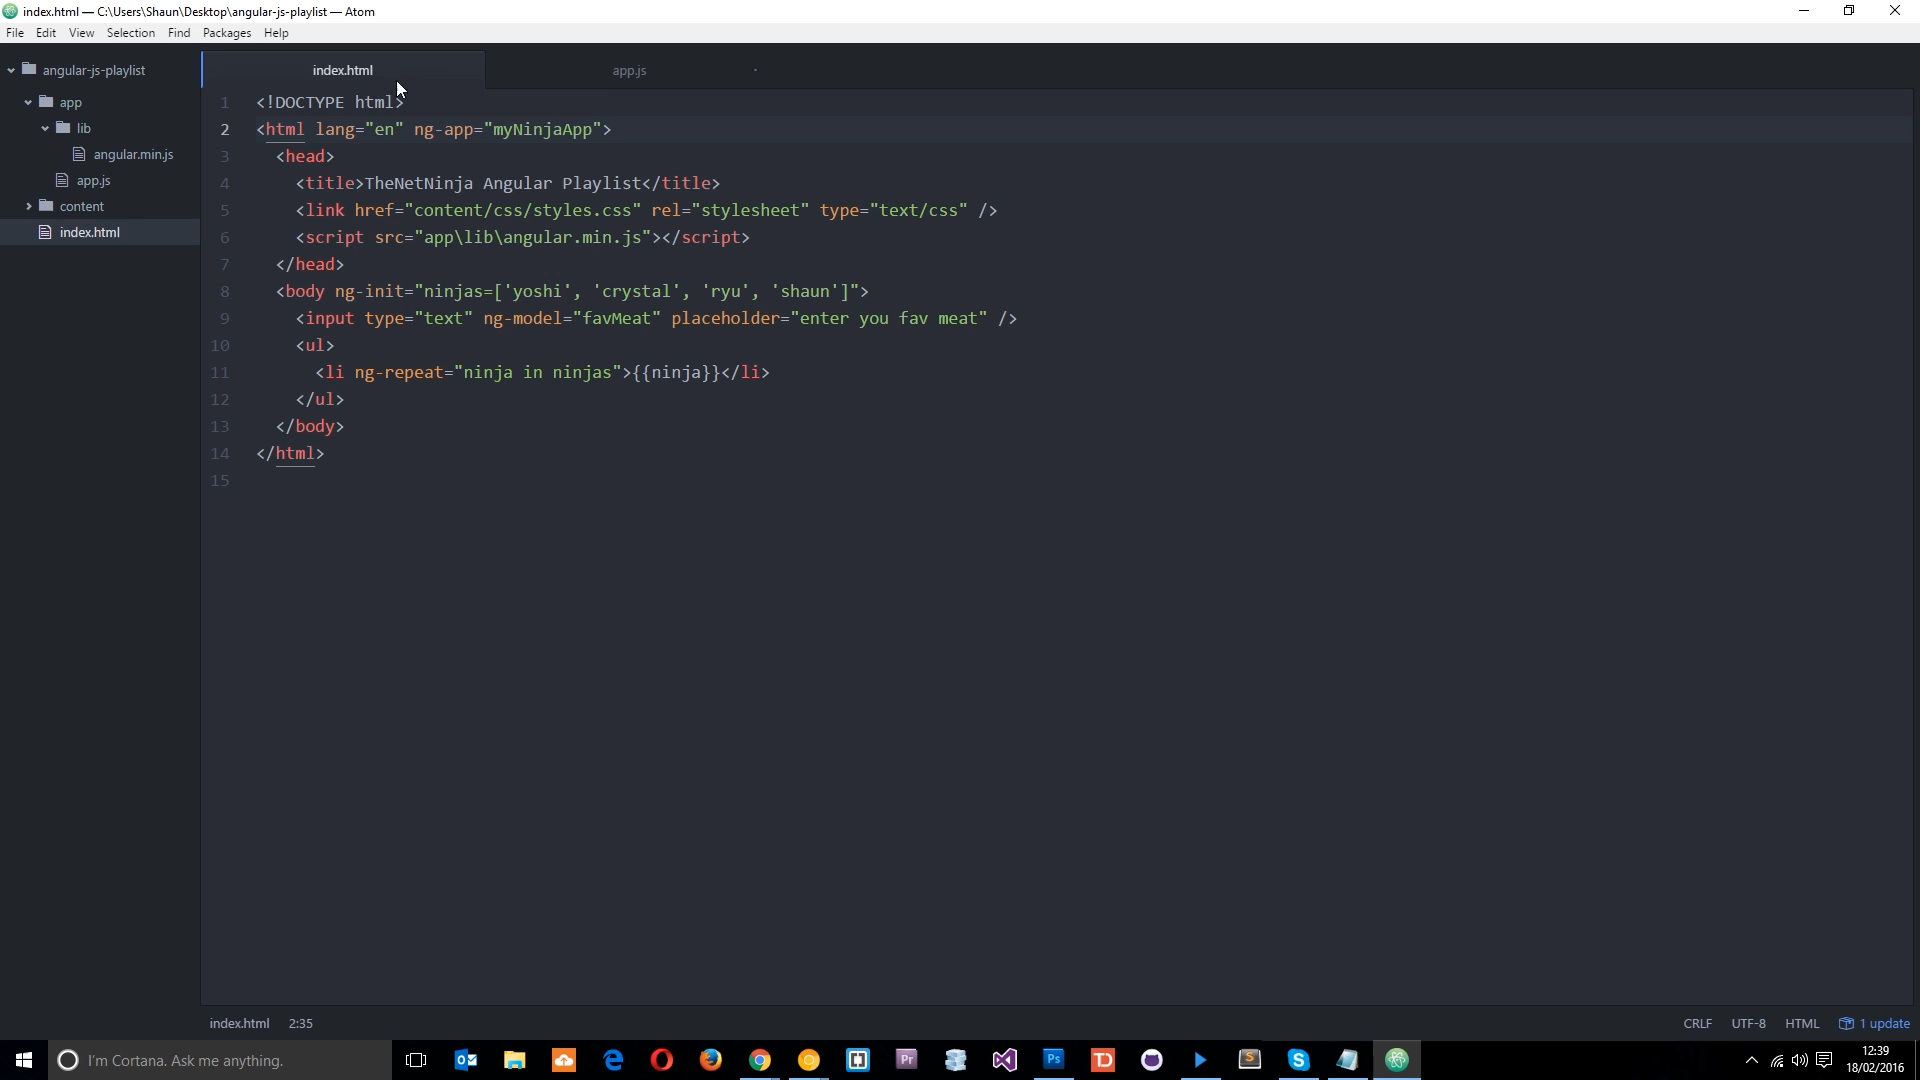 index.html — C:\Users\Shaun\Desktop\angular-js-playlist — Atom
File Edit View Selection Find Packages Help
angular-js-playlist
app
lib
angular.min.js
app.js
content
index.html
index.html app.js
1 <!DOCTYPE html>
2 <html lang="en" ng-app="myNinjaApp">
3 <head>
4 <title>TheNetNinja Angular Playlist</title>
5 <link href="content/css/styles.css" rel="stylesheet" type="text/css" />
6 <script src="app\lib\angular.min.js"></script>
7 </head>
8 <body ng-init="ninjas=['yoshi', 'crystal', 'ryu', 'shaun']">
9 <input type="text" ng-model="favMeat" placeholder="enter you fav meat" />
10 <ul>
11 <li ng-repeat="ninja in ninjas">{{ninja}}</li>
12 </ul>
13 </body>
14 </html>
15
index.html 2:35 CRLF UTF-8 HTML 1 update
I'm Cortana. Ask me anything.
Pr Ps TD S S
12:39
18/02/2016